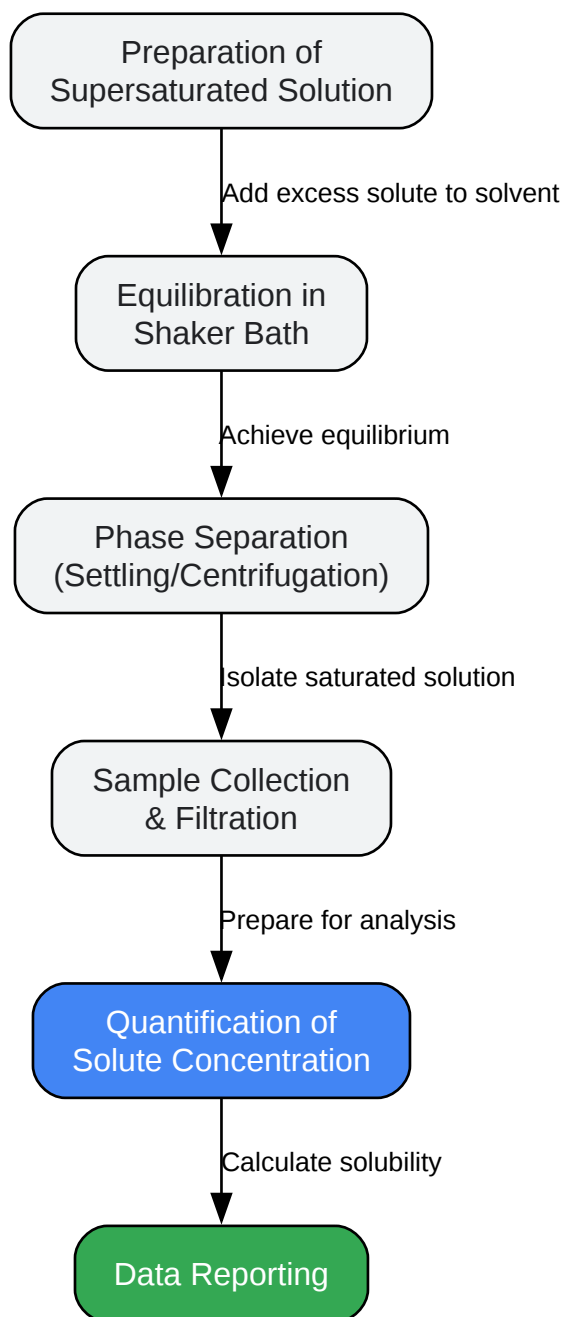 Preparation of
Supersaturated Solution
Add excess solute to solvent
Equilibration in
Shaker Bath
Achieve equilibrium
Phase Separation
(Settling/Centrifugation)
Isolate saturated solution
Sample Collection
& Filtration
Prepare for analysis
Quantification of
Solute Concentration
Calculate solubility
Data Reporting